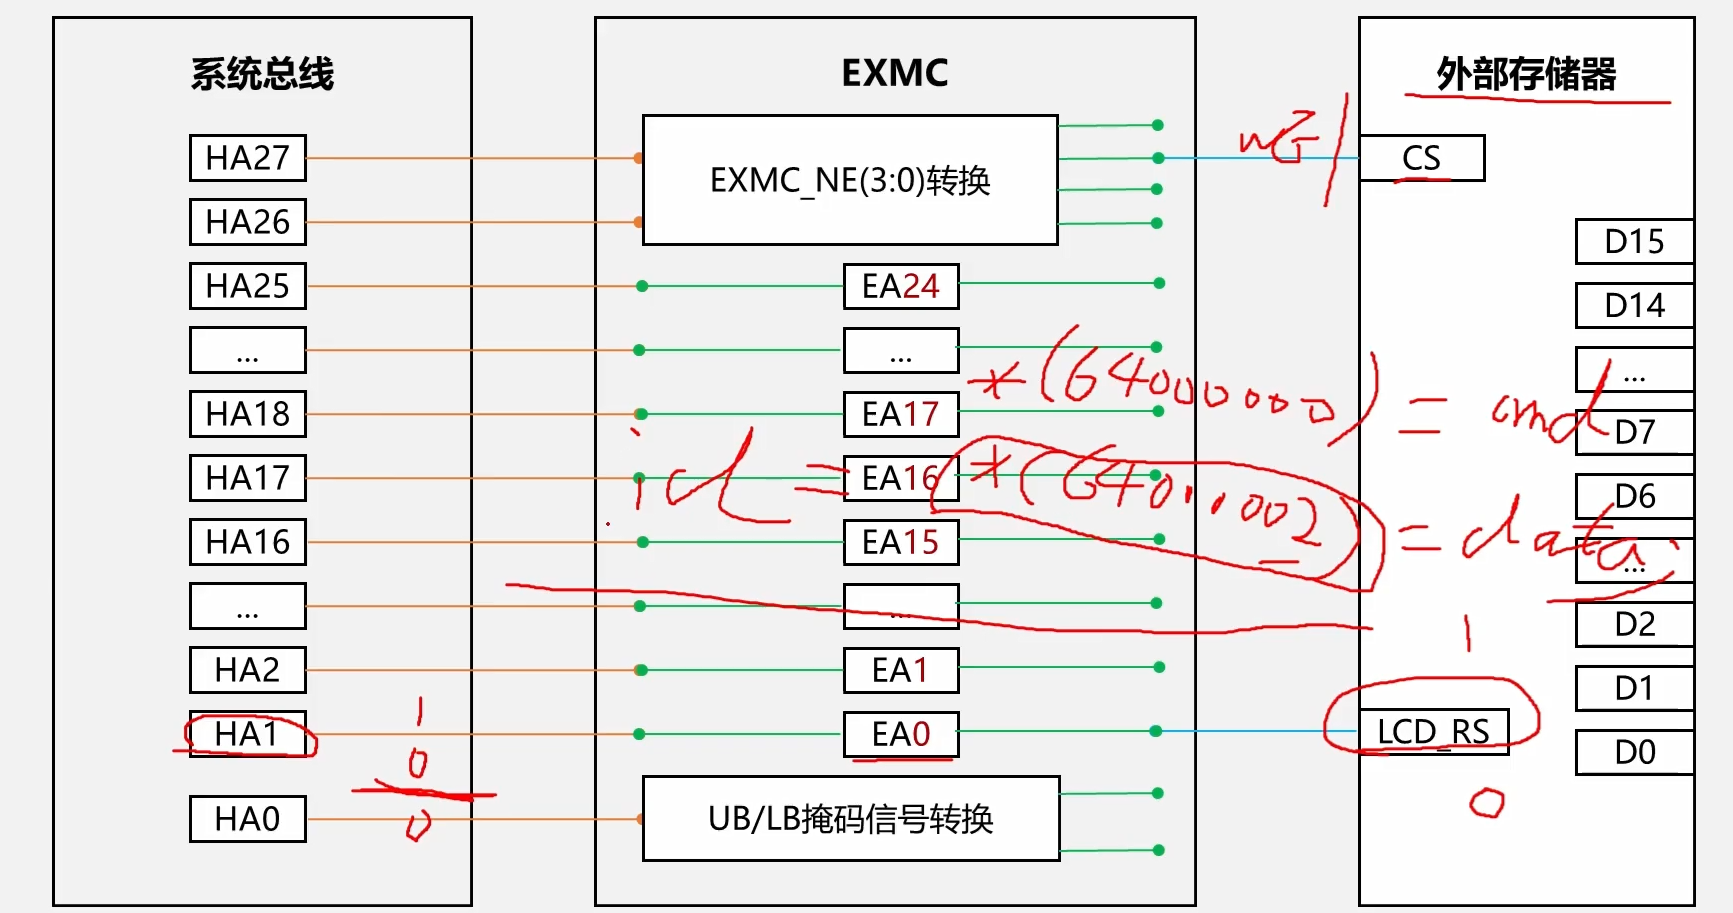 系统总线
EXMC
外部存储器
HA27
HA26
HA25
...
HA18
HA17
HA16
...
HA2
HA1
HA0
1
0
0
EXMC_NE(3:0)转换
EA24
...
EA17
EA16
EA15
...
EA1
EA0
UB/LB掩码信号转换
CS
LCD_RS
D15
D14
...
D7
D6
...
D2
D1
D0
*(64000000) = cmd
id = *(640...002) = data;
1
0